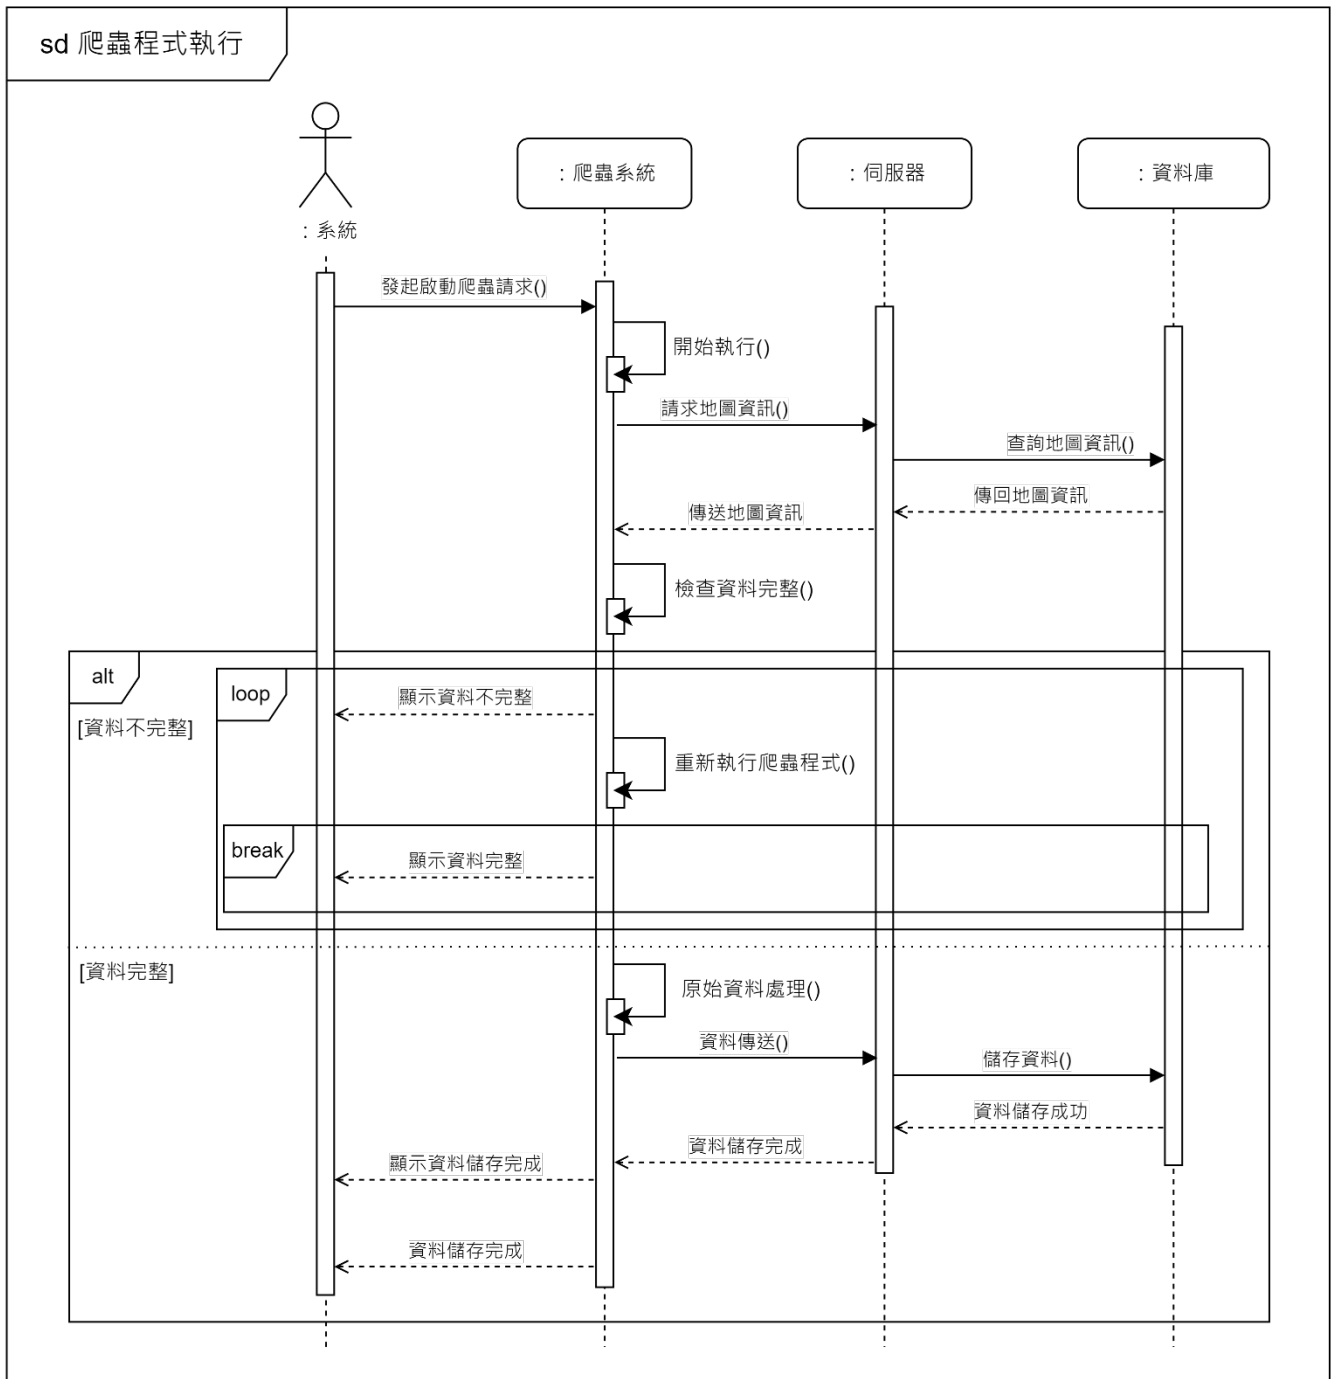 sd 爬蟲程式執行
: 爬蟲系統
: 伺服器
: 資料庫
: 系統
發起啟動爬蟲請求()
開始執行()
請求地圖資訊()
查詢地圖資訊()
傳回地圖資訊
傳送地圖資訊
檢查資料完整()
alt
loop
顯示資料不完整
[資料不完整]
重新執行爬蟲程式()
break
顯示資料完整
[資料完整]
原始資料處理()
資料傳送()
儲存資料()
資料儲存成功
資料儲存完成
顯示資料儲存完成
資料儲存完成